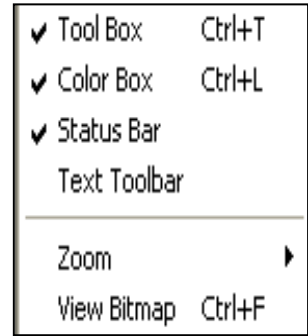 Tool Box Ctrl+T
Color Box Ctrl+L
Status Bar
Text Toolbar
Zoom
View Bitmap Ctrl+F